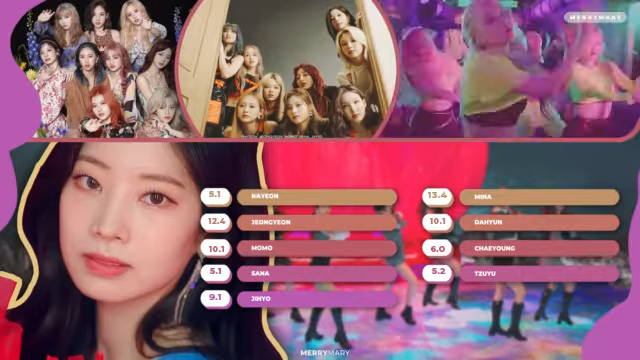 MERRYMARY
5.1 NAYEON
12.4 JEONGYEON
10.1 MOMO
5.1 SANA
9.1 JIHYO
13.4 MINA
10.1 DAHYUN
6.0 CHAEYOUNG
5.2 TZUYU
MERRYMARY